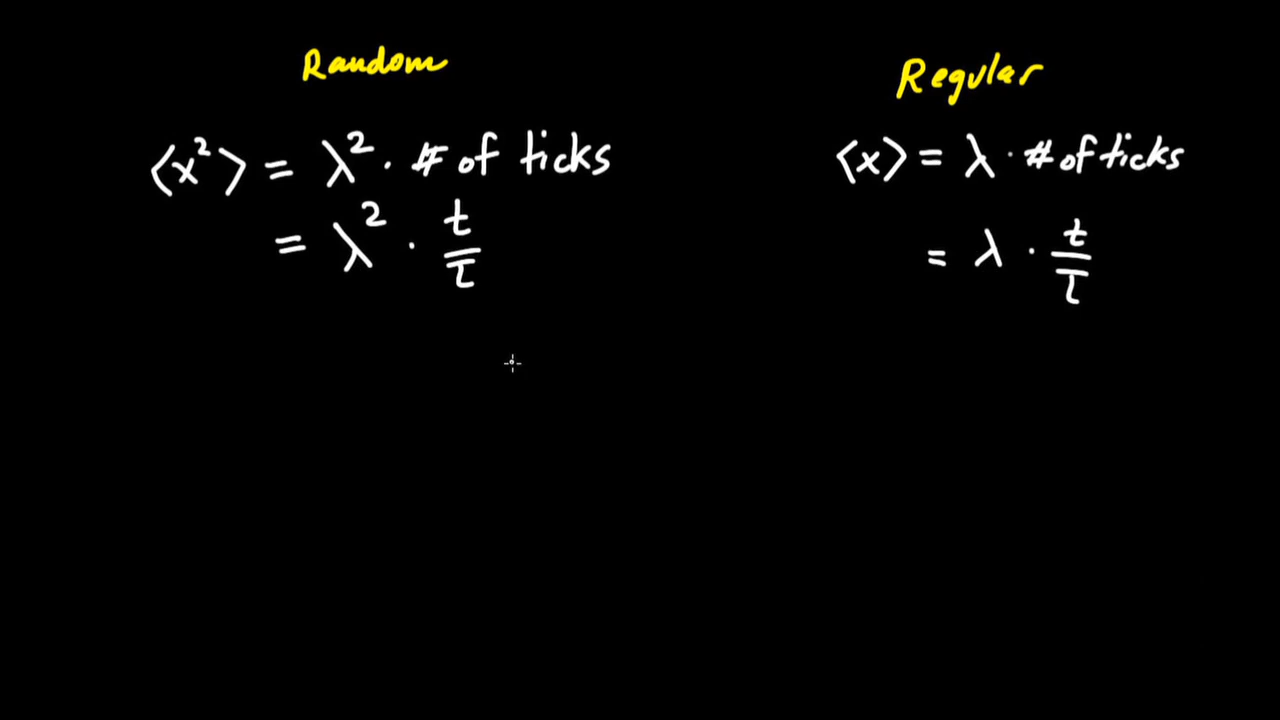 Random
⟨x²⟩ = λ² · # of ticks
= λ² · t/τ
Regular
⟨x⟩ = λ · # of ticks
= λ · t/τ